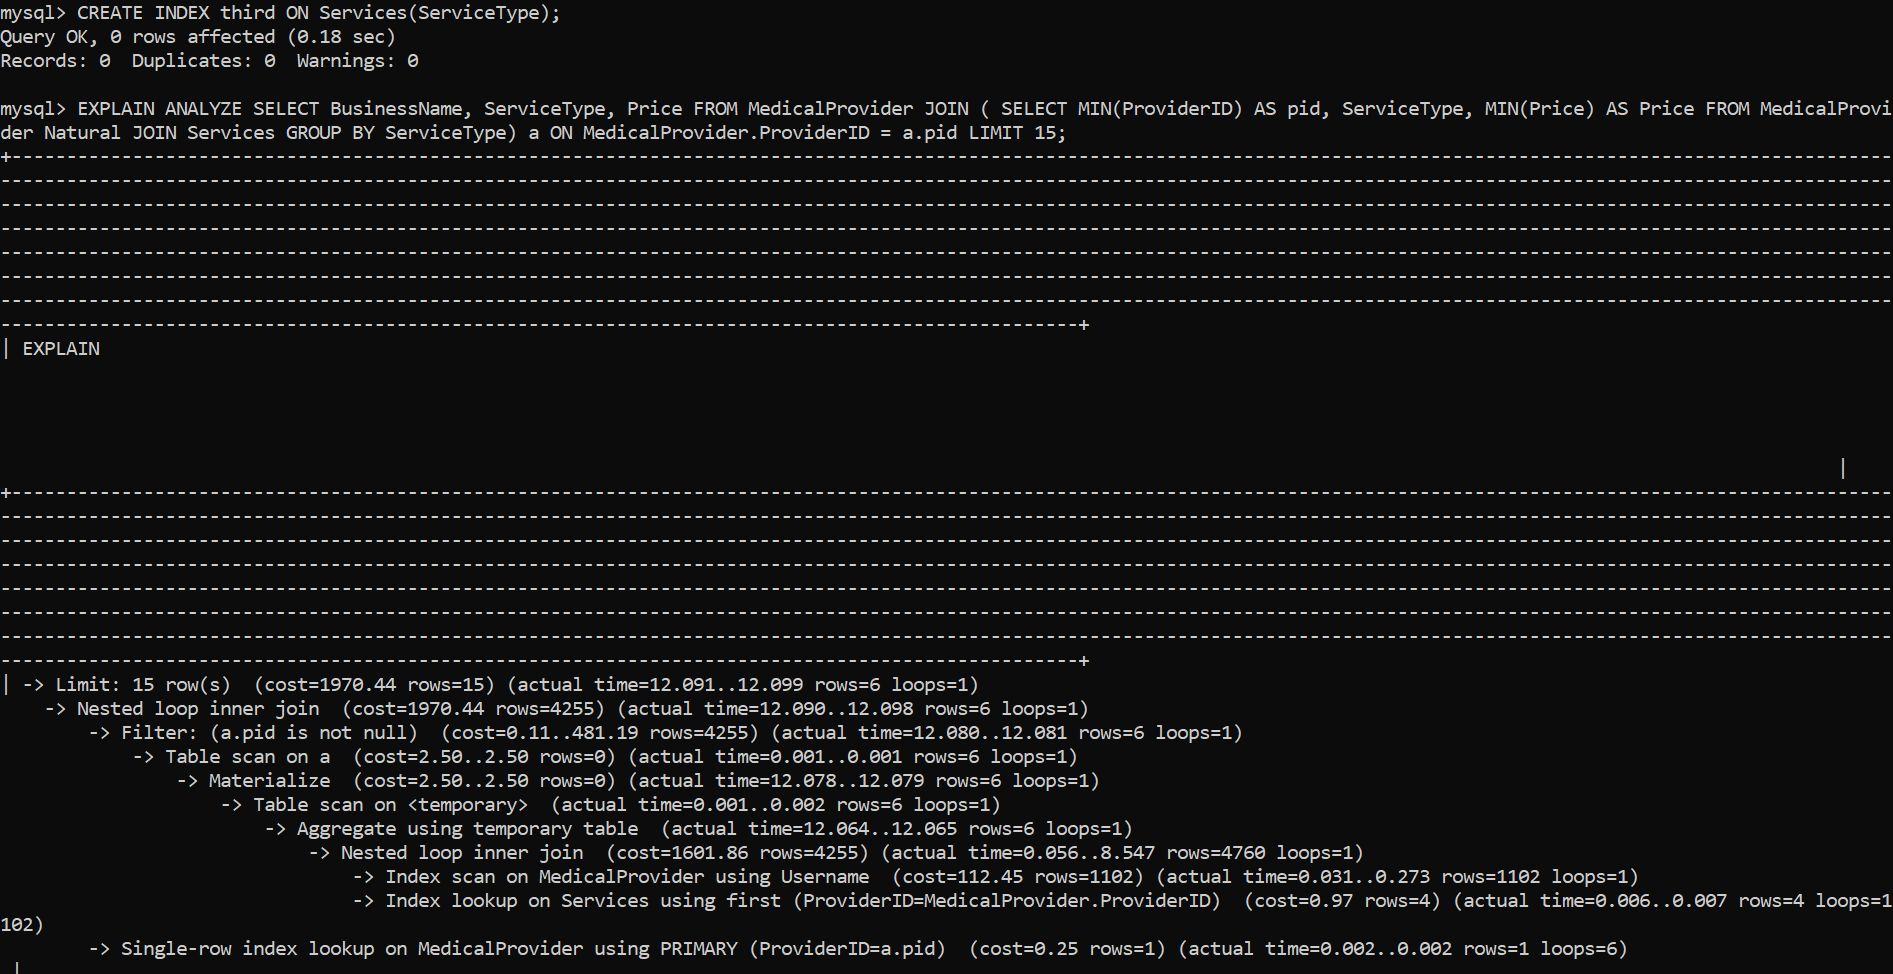 mysql> CREATE INDEX third ON Services(ServiceType);
Query OK, 0 rows affected (0.18 sec)
Records: 0  Duplicates: 0  Warnings: 0

mysql> EXPLAIN ANALYZE SELECT BusinessName, ServiceType, Price FROM MedicalProvider JOIN ( SELECT MIN(ProviderID) AS pid, ServiceType, MIN(Price) AS Price FROM MedicalProvi
der Natural JOIN Services GROUP BY ServiceType) a ON MedicalProvider.ProviderID = a.pid LIMIT 15;
| EXPLAIN
| -> Limit: 15 row(s)  (cost=1970.44 rows=15) (actual time=12.091..12.099 rows=6 loops=1)
    -> Nested loop inner join  (cost=1970.44 rows=4255) (actual time=12.090..12.098 rows=6 loops=1)
        -> Filter: (a.pid is not null)  (cost=0.11..481.19 rows=4255) (actual time=12.080..12.081 rows=6 loops=1)
            -> Table scan on a  (cost=2.50..2.50 rows=0) (actual time=0.001..0.001 rows=6 loops=1)
                -> Materialize  (cost=2.50..2.50 rows=0) (actual time=12.078..12.079 rows=6 loops=1)
                    -> Table scan on <temporary>  (actual time=0.001..0.002 rows=6 loops=1)
                        -> Aggregate using temporary table  (actual time=12.064..12.065 rows=6 loops=1)
                            -> Nested loop inner join  (cost=1601.86 rows=4255) (actual time=0.056..8.547 rows=4760 loops=1)
                                -> Index scan on MedicalProvider using Username  (cost=112.45 rows=1102) (actual time=0.031..0.273 rows=1102 loops=1)
                                -> Index lookup on Services using first (ProviderID=MedicalProvider.ProviderID)  (cost=0.97 rows=4) (actual time=0.006..0.007 rows=4 loops=1
102)
        -> Single-row index lookup on MedicalProvider using PRIMARY (ProviderID=a.pid)  (cost=0.25 rows=1) (actual time=0.002..0.002 rows=1 loops=6)
 |